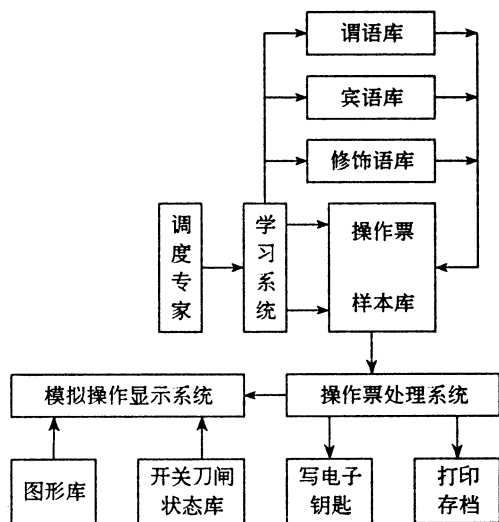 谓语库
宾语库
修饰语库
调度专家
学习系统
操作票
样本库
模拟操作显示系统
操作票处理系统
图形库
开关刀闸
状态库
写电子
钥匙
打印
存档